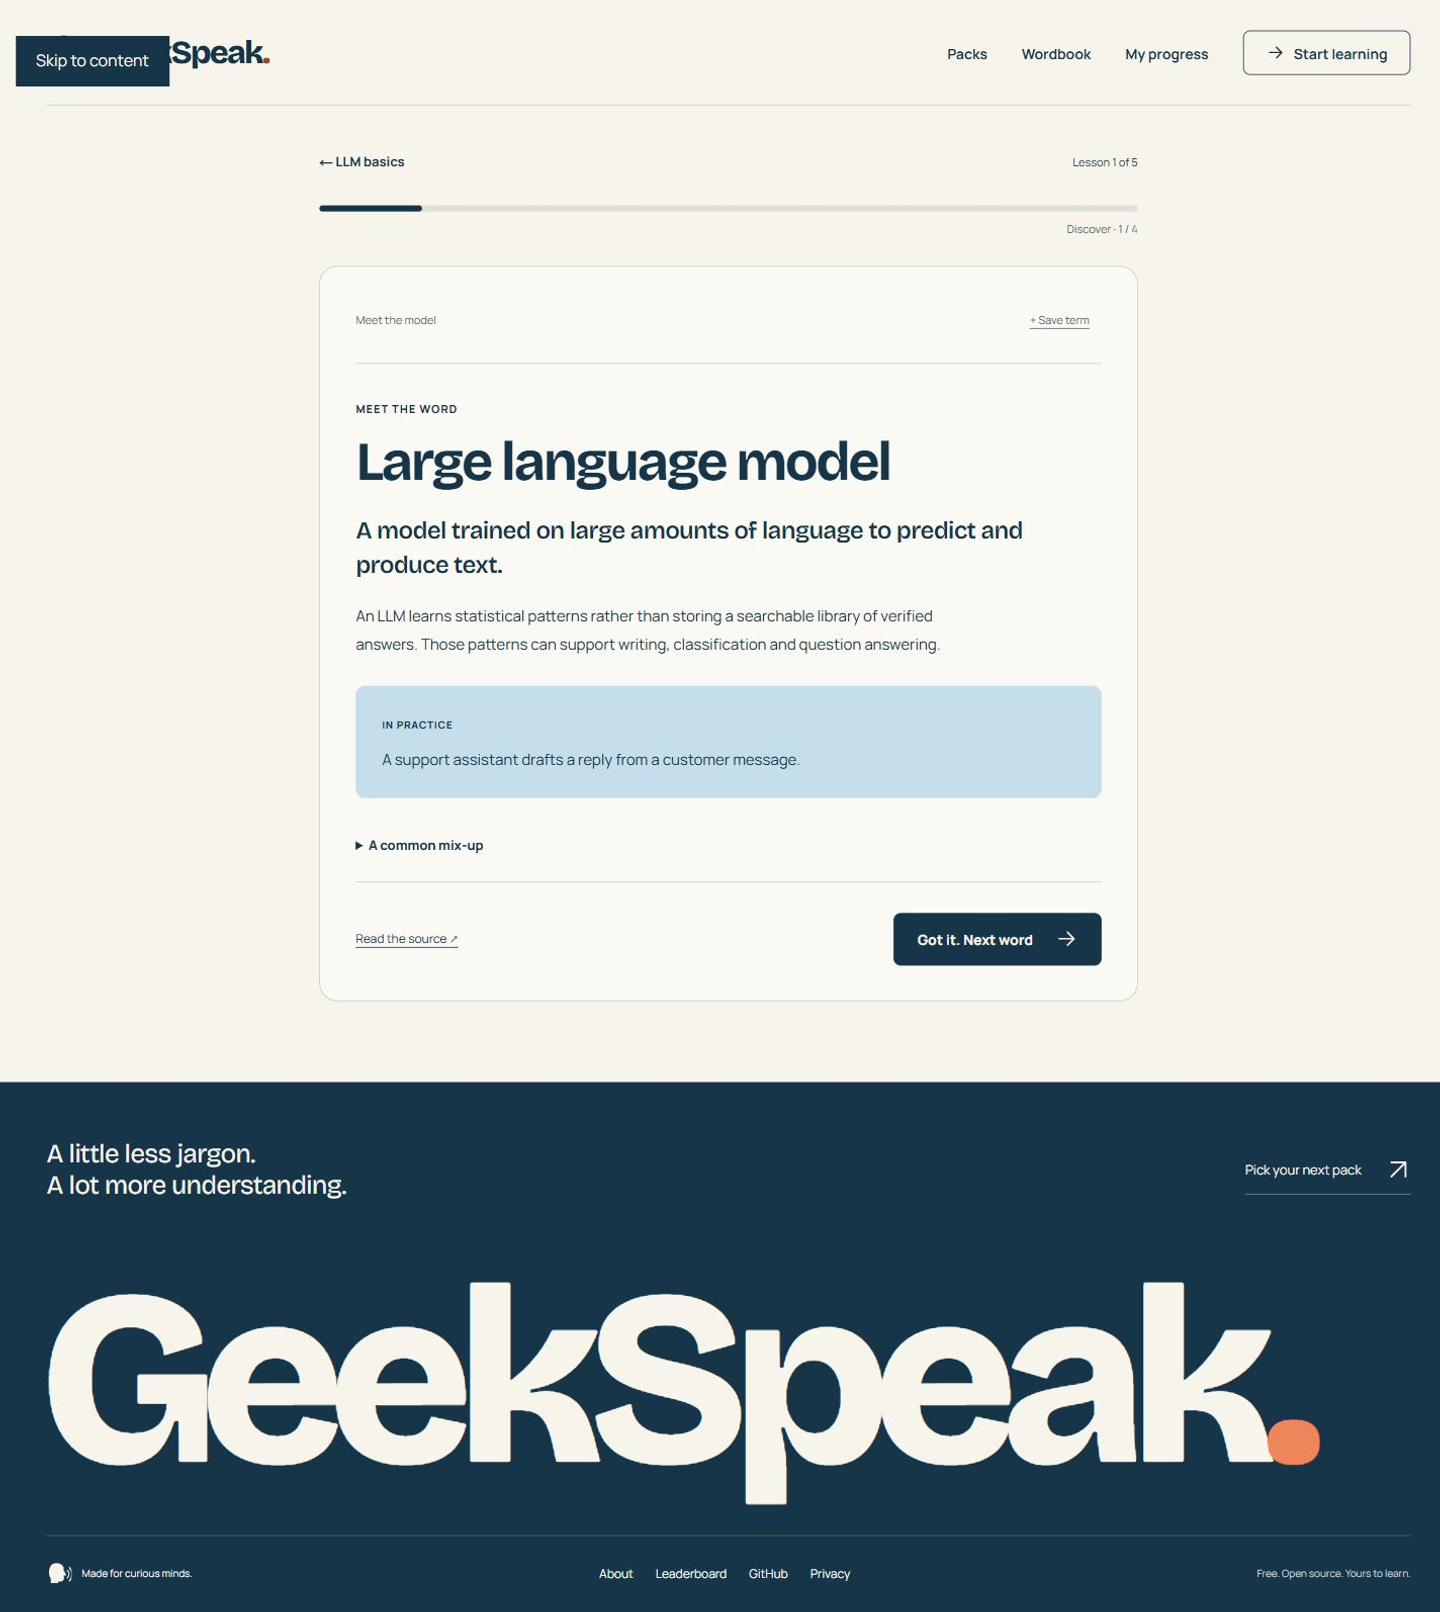 Skip to content
kSpeak.
Packs
Wordbook
My progress
→ Start learning
← LLM basics
Lesson 1 of 5
Discover · 1 / 4
Meet the model
+ Save term
MEET THE WORD
Large language model
A model trained on large amounts of language to predict and
produce text.
An LLM learns statistical patterns rather than storing a searchable library of verified
answers. Those patterns can support writing, classification and question answering.
IN PRACTICE
A support assistant drafts a reply from a customer message.
▶ A common mix-up
Read the source ↗
Got it. Next word →
A little less jargon.
A lot more understanding.
Pick your next pack ↗
GeekSpeak.
Made for curious minds.
About
Leaderboard
GitHub
Privacy
Free. Open source. Yours to learn.